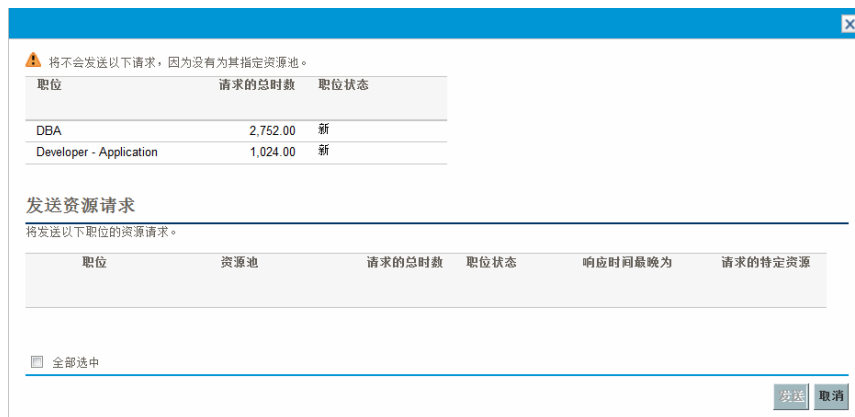 将不会发送以下请求，因为没有为其指定资源池。
职位 请求的总时数 职位状态
DBA 2,752.00 新
Developer - Application 1,024.00 新
发送资源请求
将发送以下职位的资源请求。
职位 资源池 请求的总时数 职位状态 响应时间最晚为 请求的特定资源
全部选中
发送 取消